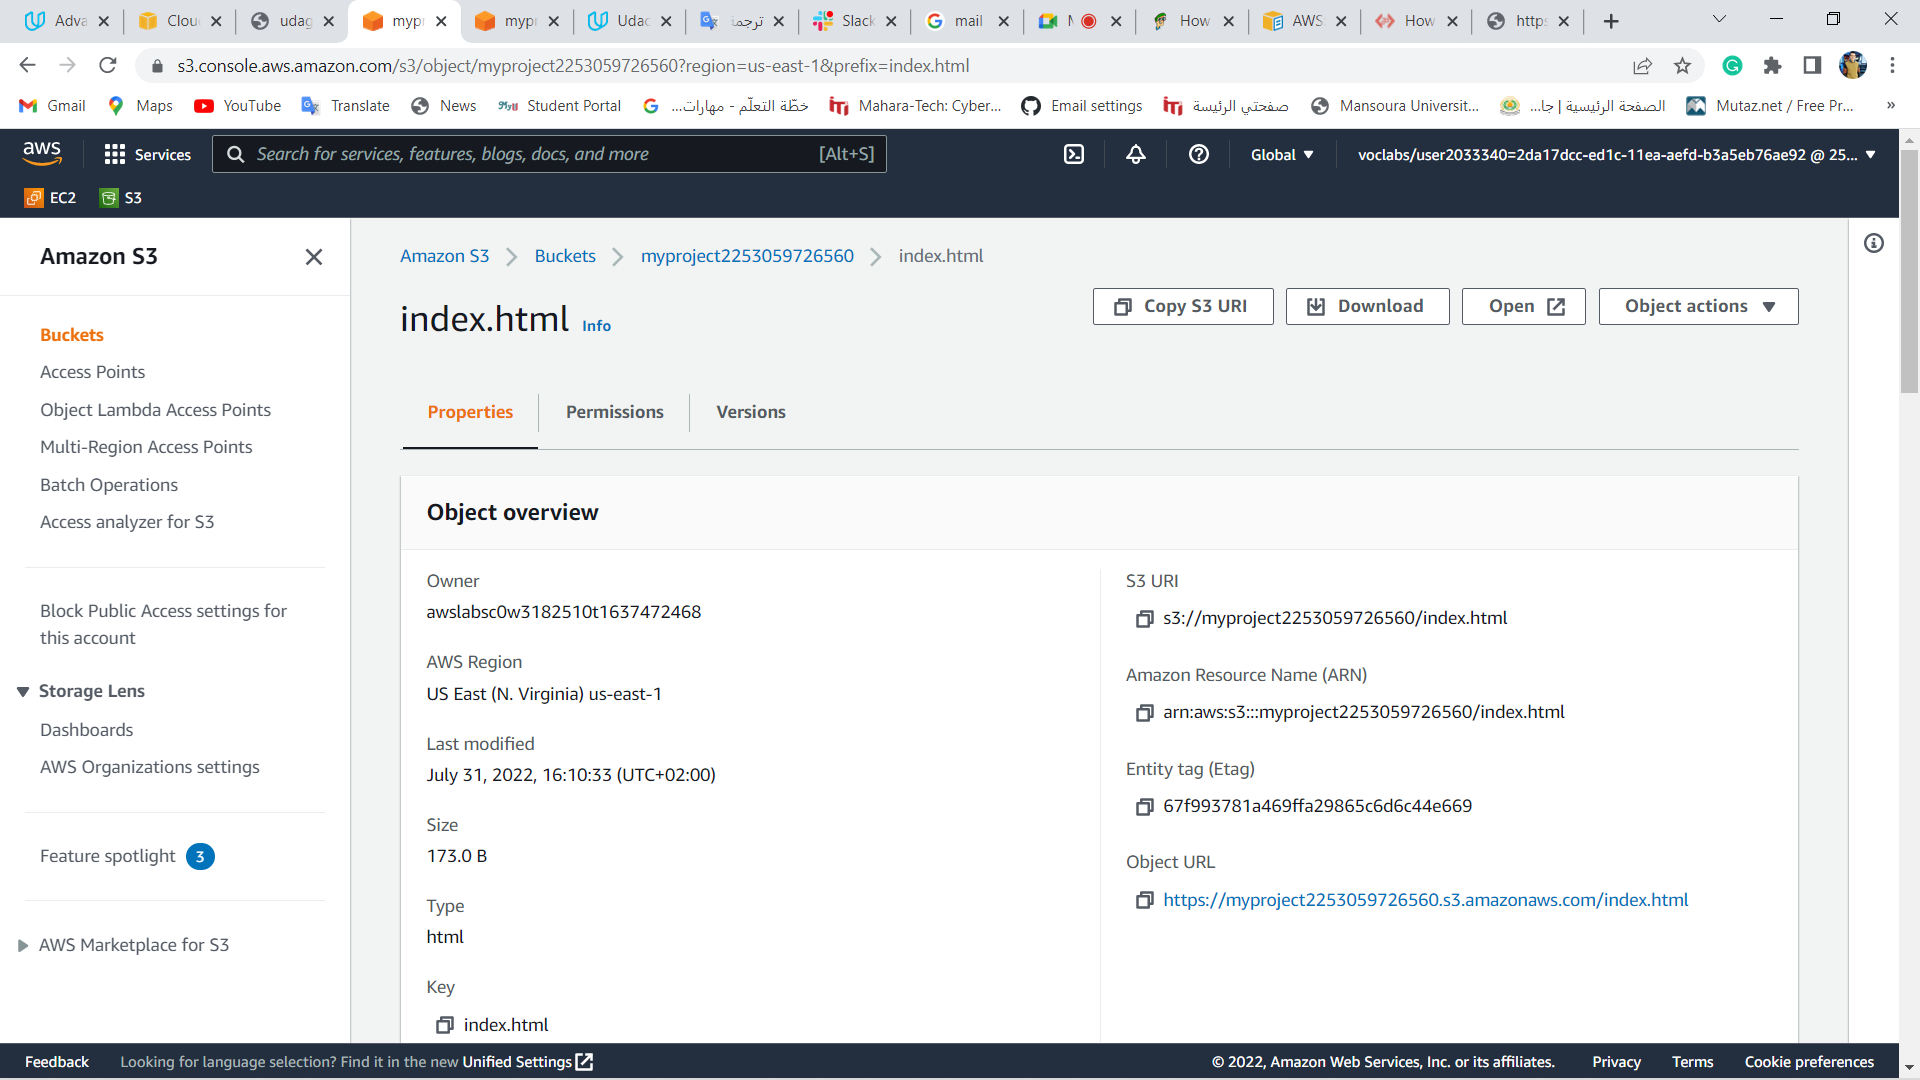 Adva
Clou
udag
mypr
mypr
Udac
ترجمة
Slack
mail
M
How
AWS
How
https
s3.console.aws.amazon.com/s3/object/myproject2253059726560?region=us-east-1&prefix=index.html
Gmail
Maps
YouTube
Translate
News
Student Portal
خطّة التعلّم - مهارات...
Mahara-Tech: Cyber...
Email settings
صفحتي الرئيسة
Mansoura Universit...
الصفحة الرئيسية | جا...
Mutaz.net / Free Pr...
»
aws
Services
Search for services, features, blogs, docs, and more [Alt+S]
Global
voclabs/user2033340=2da17dcc-ed1c-11ea-aefd-b3a5eb76ae92 @ 25...
EC2
S3
Amazon S3
Buckets
Access Points
Object Lambda Access Points
Multi-Region Access Points
Batch Operations
Access analyzer for S3
Block Public Access settings for
this account
Storage Lens
Dashboards
AWS Organizations settings
Feature spotlight 3
AWS Marketplace for S3
Amazon S3 > Buckets > myproject2253059726560 > index.html
index.html Info
Copy S3 URI
Download
Open
Object actions
Properties
Permissions
Versions
Object overview
Owner
awslabsc0w3182510t1637472468
AWS Region
US East (N. Virginia) us-east-1
Last modified
July 31, 2022, 16:10:33 (UTC+02:00)
Size
173.0 B
Type
html
Key
index.html
S3 URI
s3://myproject2253059726560/index.html
Amazon Resource Name (ARN)
arn:aws:s3:::myproject2253059726560/index.html
Entity tag (Etag)
67f993781a469ffa29865c6d6c44e669
Object URL
https://myproject2253059726560.s3.amazonaws.com/index.html
Feedback
Looking for language selection? Find it in the new Unified Settings
© 2022, Amazon Web Services, Inc. or its affiliates.
Privacy
Terms
Cookie preferences